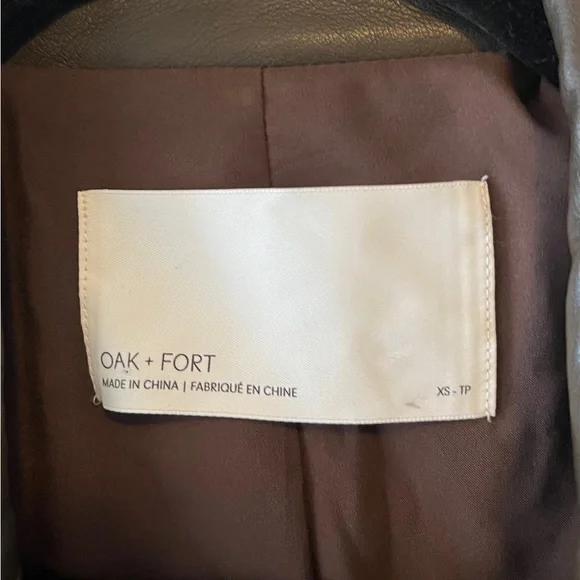 OAK + FORT
MADE IN CHINA | FABRIQUÉ EN CHINE XS - TP